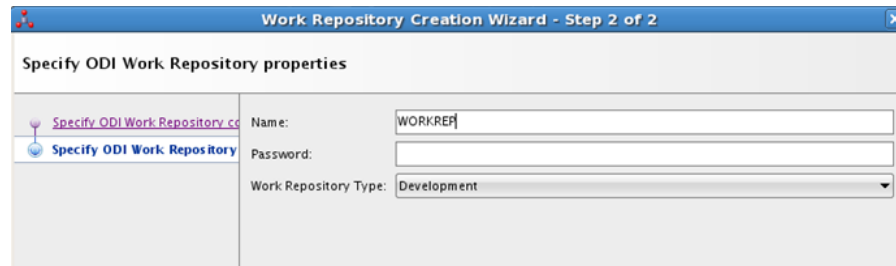 Work Repository Creation Wizard - Step 2 of 2
Specify ODI Work Repository properties
Specify ODI Work Repository co
Specify ODI Work Repository
Name: WORKREP
Password:
Work Repository Type: Development